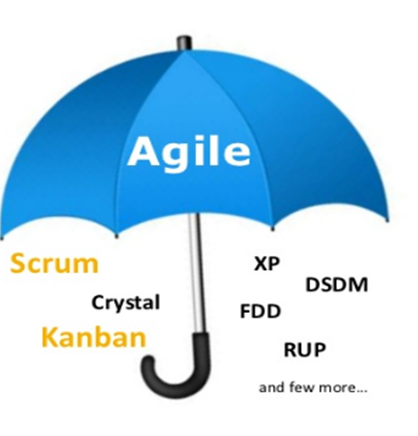 Agile
Scrum
Crystal
Kanban
XP
DSDM
FDD
RUP
and few more...